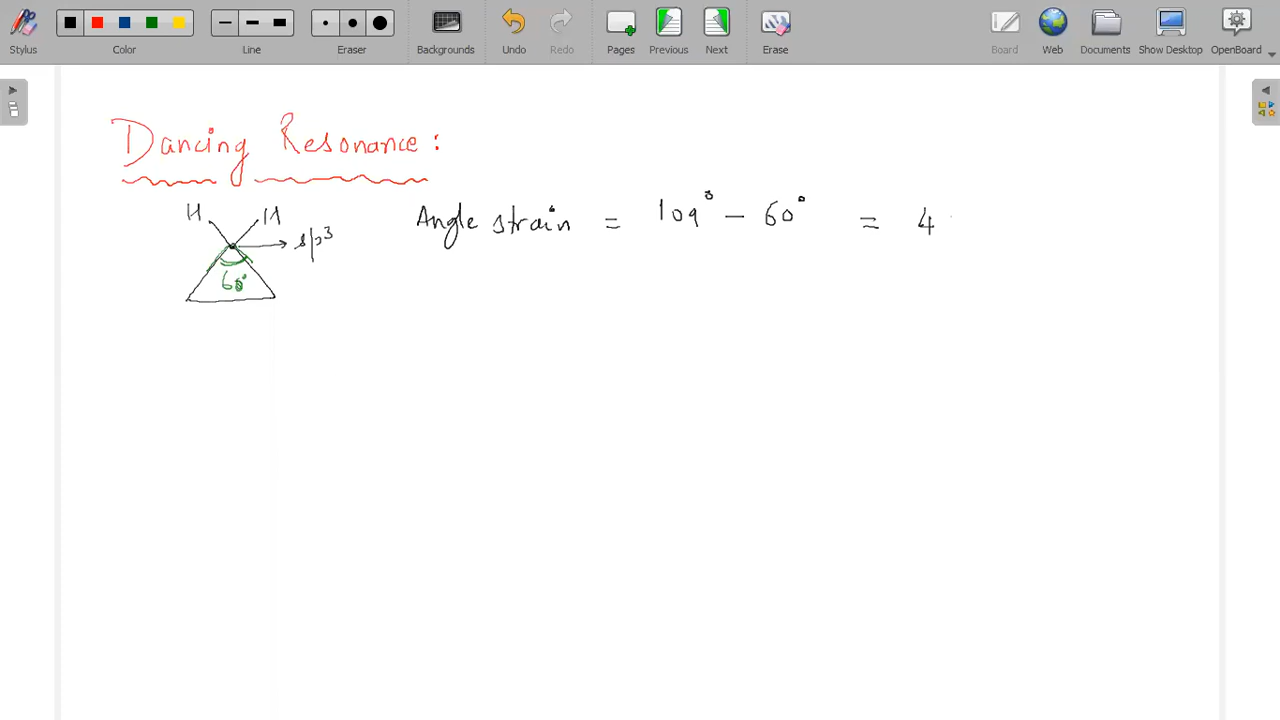 Stylus Color Line Eraser Backgrounds Undo Redo Pages Previous Next Erase Board Web Documents Show Desktop OpenBoard
Dancing Resonance:
H H Angle strain = 109° - 60° = 4
sp³
60°